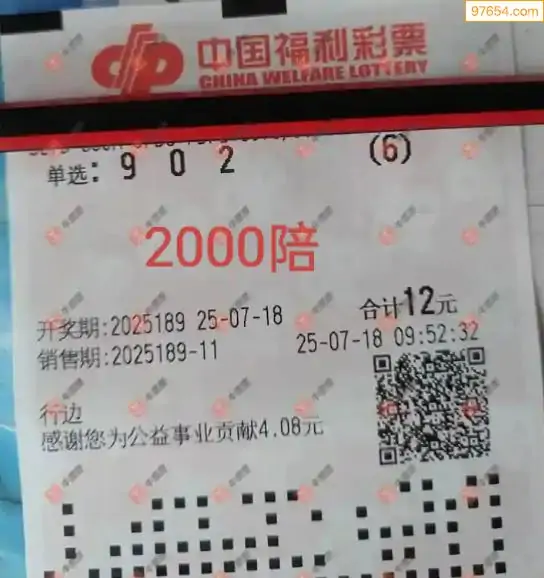 97654.com
中国福利彩票
CHINA WELFARE LOTTERY
单选: 9 0 2 (6)
2000陪
合计12元
开奖期:2025189 25-07-18
销售期:2025189-11 25-07-18 09:52:32
行边
感谢您为公益事业贡献4.08元